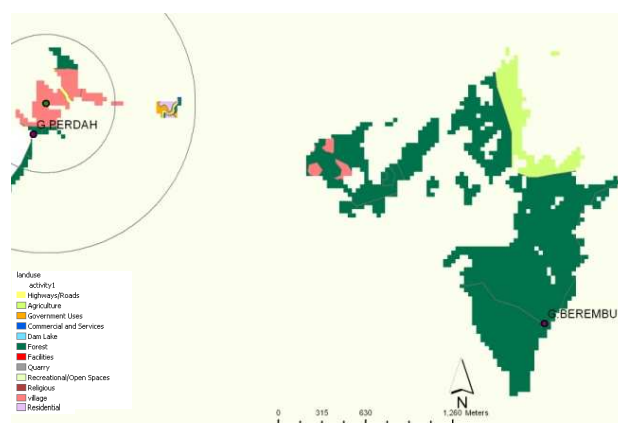 G.PERDAH
G.BEREMBU
landuse
activity1
Highways/Roads
Agriculture
Government Uses
Commercial and Services
Dam Lake
Forest
Facilities
Quarry
Recreational/Open Spaces
Religious
village
Residential
N
0 315 630 1,260 Meters